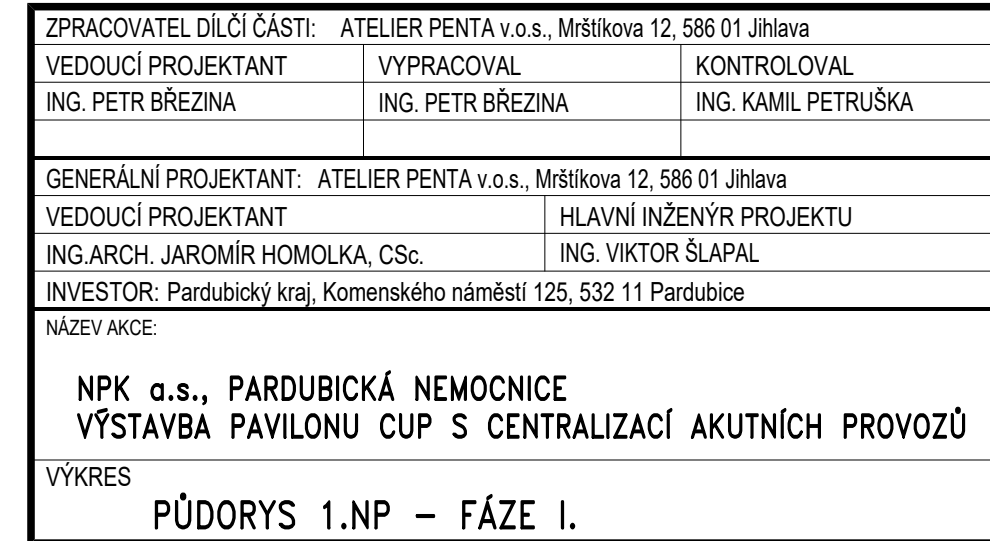 ZPRACOVATEL DÍLČÍ ČÁSTI: ATELIER PENTA v.o.s., Mrštíkova 12, 586 01 Jihlava
VEDOUCÍ PROJEKTANT VYPRACOVAL KONTROLOVAL
ING. PETR BŘEZINA ING. PETR BŘEZINA ING. KAMIL PETRUŠKA
GENERÁLNÍ PROJEKTANT: ATELIER PENTA v.o.s., Mrštíkova 12, 586 01 Jihlava
VEDOUCÍ PROJEKTANT HLAVNÍ INŽENÝR PROJEKTU
ING.ARCH. JAROMÍR HOMOLKA, CSc. ING. VIKTOR ŠLAPAL
INVESTOR: Pardubický kraj, Komenského náměstí 125, 532 11 Pardubice
NÁZEV AKCE:
NPK a.s., PARDUBICKÁ NEMOCNICE
VÝSTAVBA PAVILONU CUP S CENTRALIZACÍ AKUTNÍCH PROVOZŮ
VÝKRES
PŮDORYS 1.NP – FÁZE I.